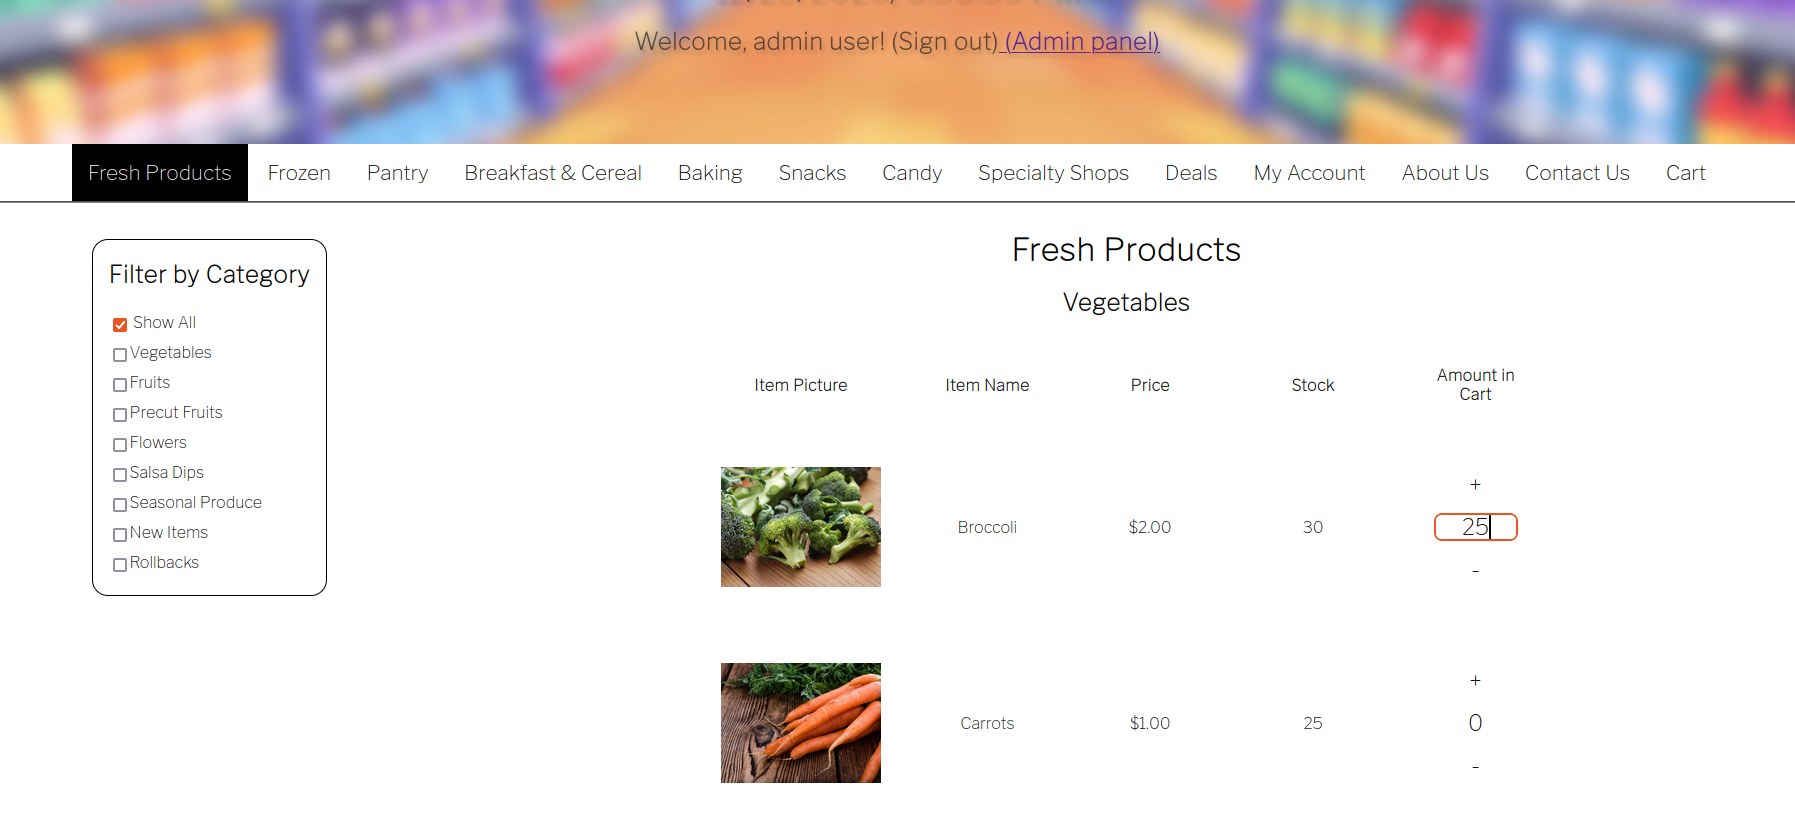 Welcome, admin user! (Sign out) (Admin panel)
Fresh Products Frozen Pantry Breakfast & Cereal Baking Snacks Candy Specialty Shops Deals My Account About Us Contact Us Cart
Filter by Category
Show All
Vegetables
Fruits
Precut Fruits
Flowers
Salsa Dips
Seasonal Produce
New Items
Rollbacks
Fresh Products
Vegetables
Item Picture Item Name Price Stock Amount in
Cart
+
Broccoli $2.00 30 25
-
+
Carrots $1.00 25 0
-